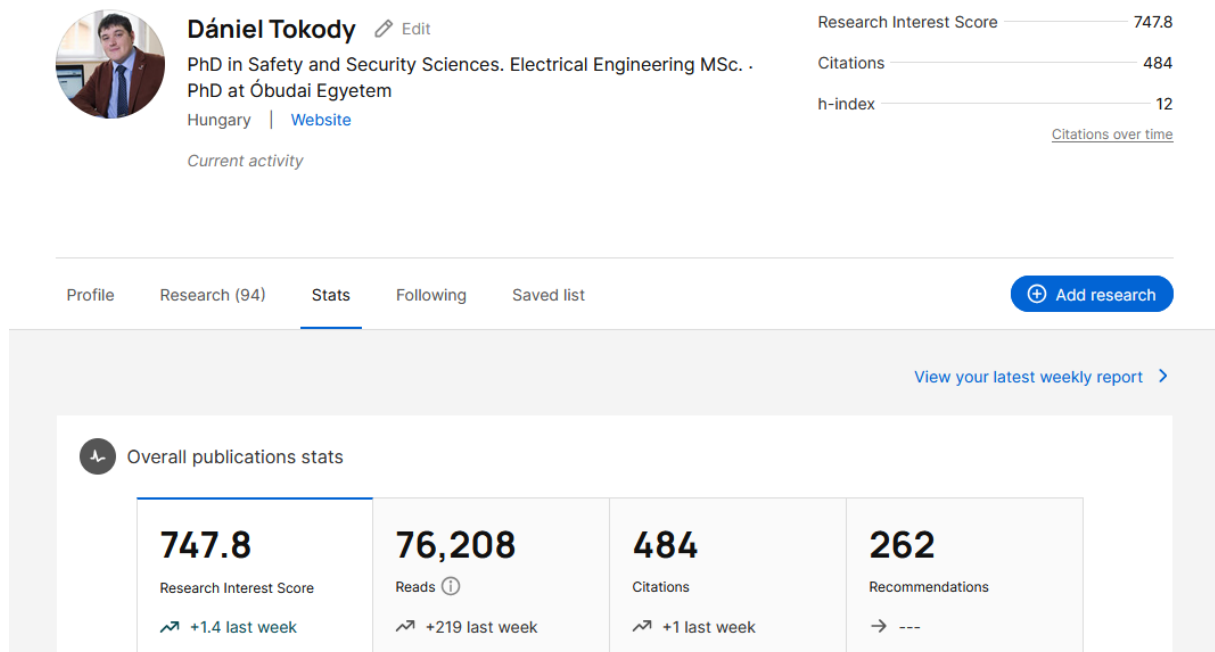 Dániel Tokody Edit
PhD in Safety and Security Sciences. Electrical Engineering MSc. ·
PhD at Óbudai Egyetem
Hungary | Website
Current activity
Research Interest Score 747.8
Citations 484
h-index 12
Citations over time
Profile Research (94) Stats Following Saved list Add research
View your latest weekly report
Overall publications stats
747.8 76,208 484 262
Research Interest Score Reads Citations Recommendations
+1.4 last week +219 last week +1 last week ---